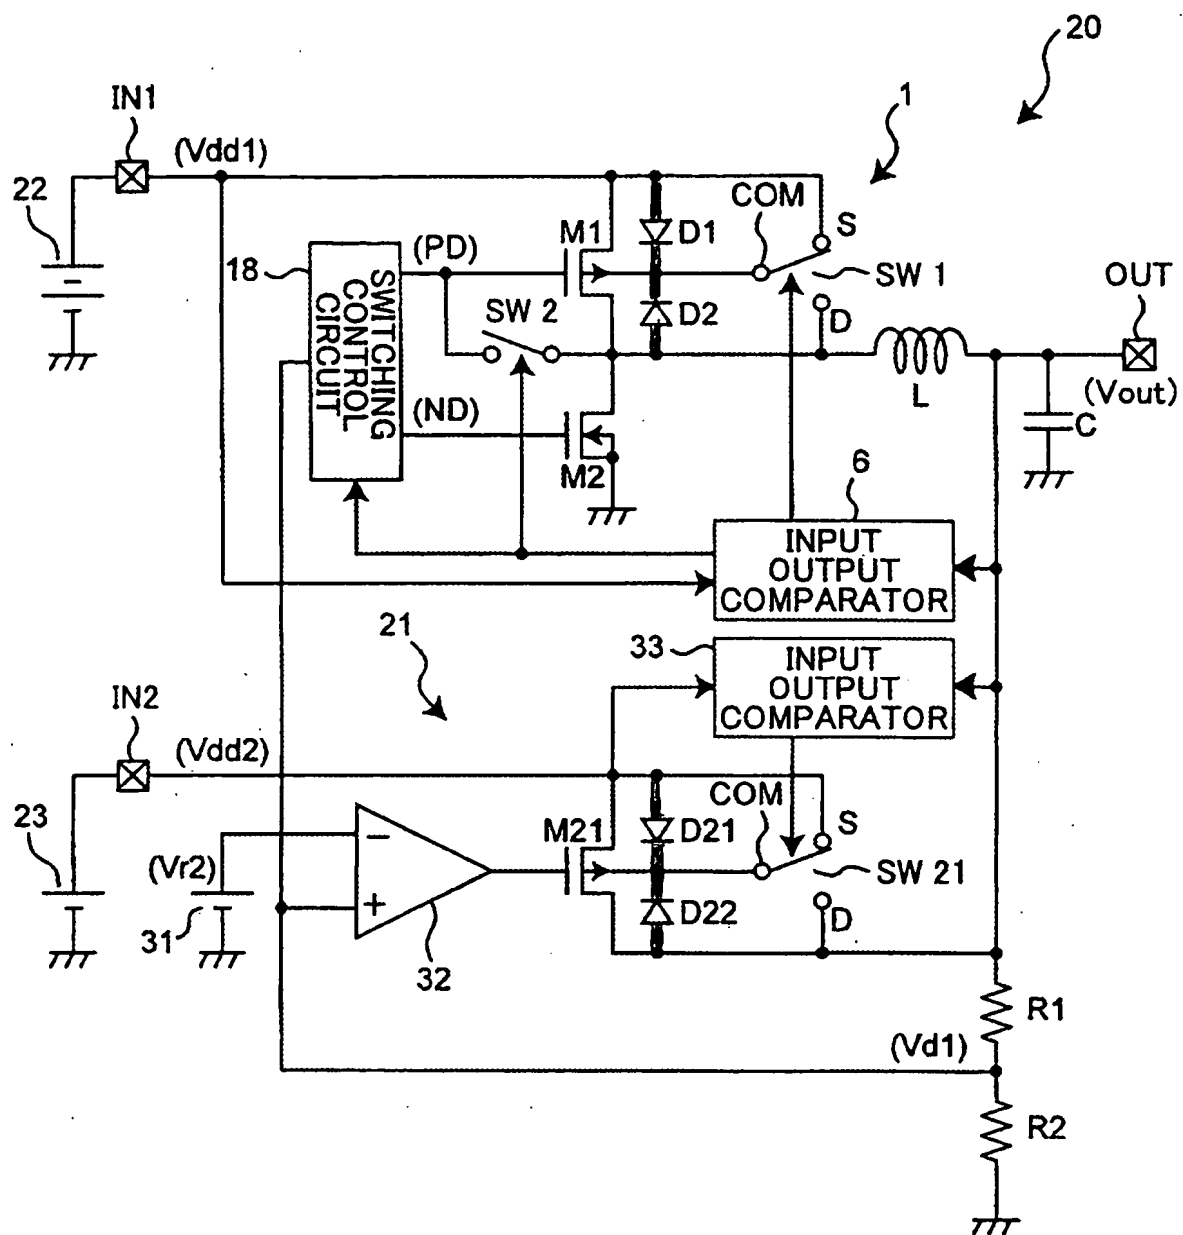 20
IN1
1
(Vdd1)
22
COM
S
M1
D1
(PD)
18
SWITCHING
CONTROL
CIRCUIT
SW 1
OUT
SW 2
D2
D
L
(Vout)
(ND)
C
M2
6
INPUT
OUTPUT
COMPARATOR
21
33
INPUT
OUTPUT
COMPARATOR
IN2
(Vdd2)
COM
23
M21
D21
S
(Vr2)
−
SW 21
+
D22
D
31
32
R1
(Vd1)
R2